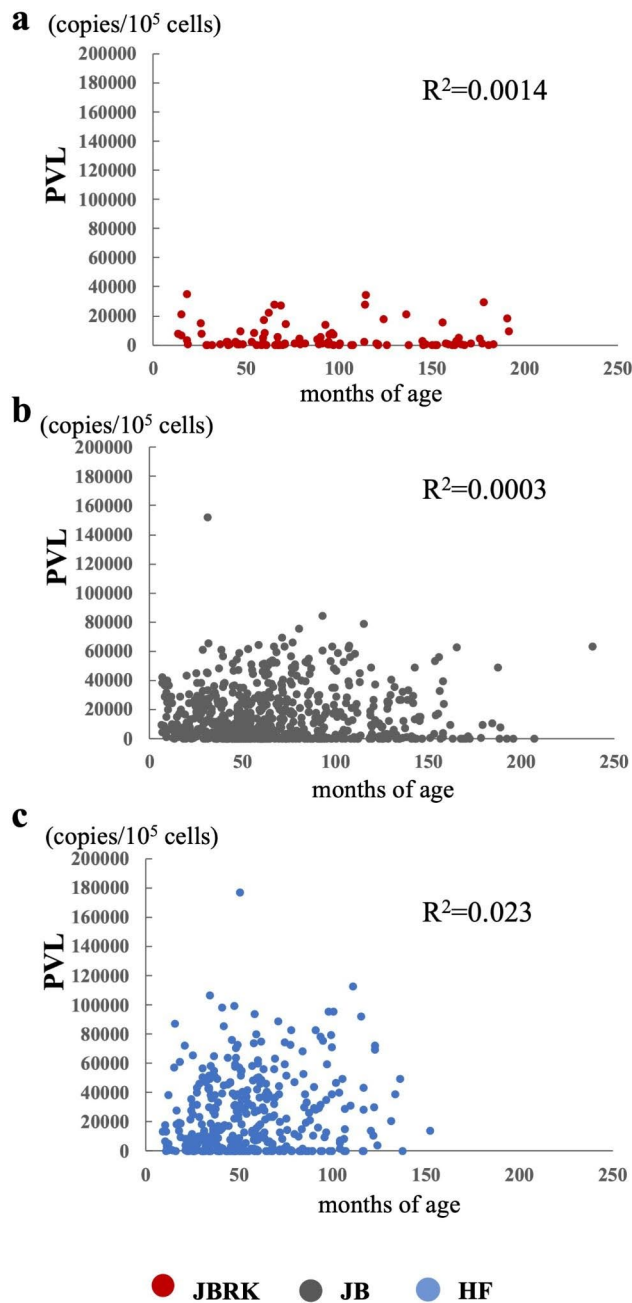 a (copies/10⁵ cells)
200000
180000
R²=0.0014
160000
140000
120000
PVL
100000
80000
60000
40000
20000
0
0 50 100 150 200 250
months of age
b (copies/10⁵ cells)
200000
180000
R²=0.0003
160000
140000
120000
PVL
100000
80000
60000
40000
20000
0
0 50 100 150 200 250
months of age
c (copies/10⁵ cells)
200000
180000
R²=0.023
160000
140000
120000
PVL
100000
80000
60000
40000
20000
0
0 50 100 150 200 250
months of age
JBRK JB HF